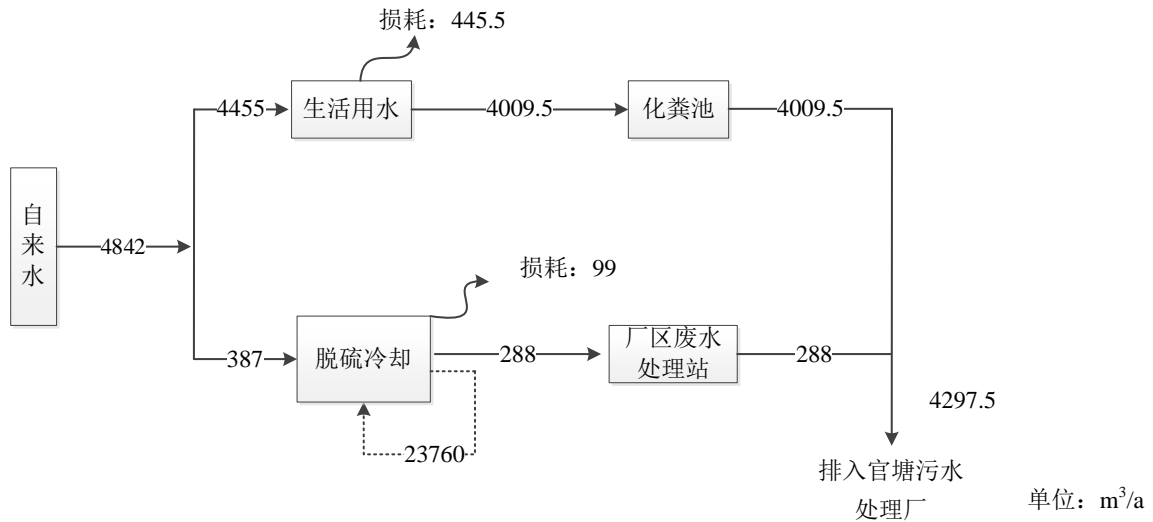 损耗：445.5
4455
生活用水
4009.5
化粪池
4009.5
自
来
水
4842
损耗：99
387
脱硫冷却
288
厂区废水
处理站
288
23760
4297.5
排入官塘污水
处理厂
单位：m³/a